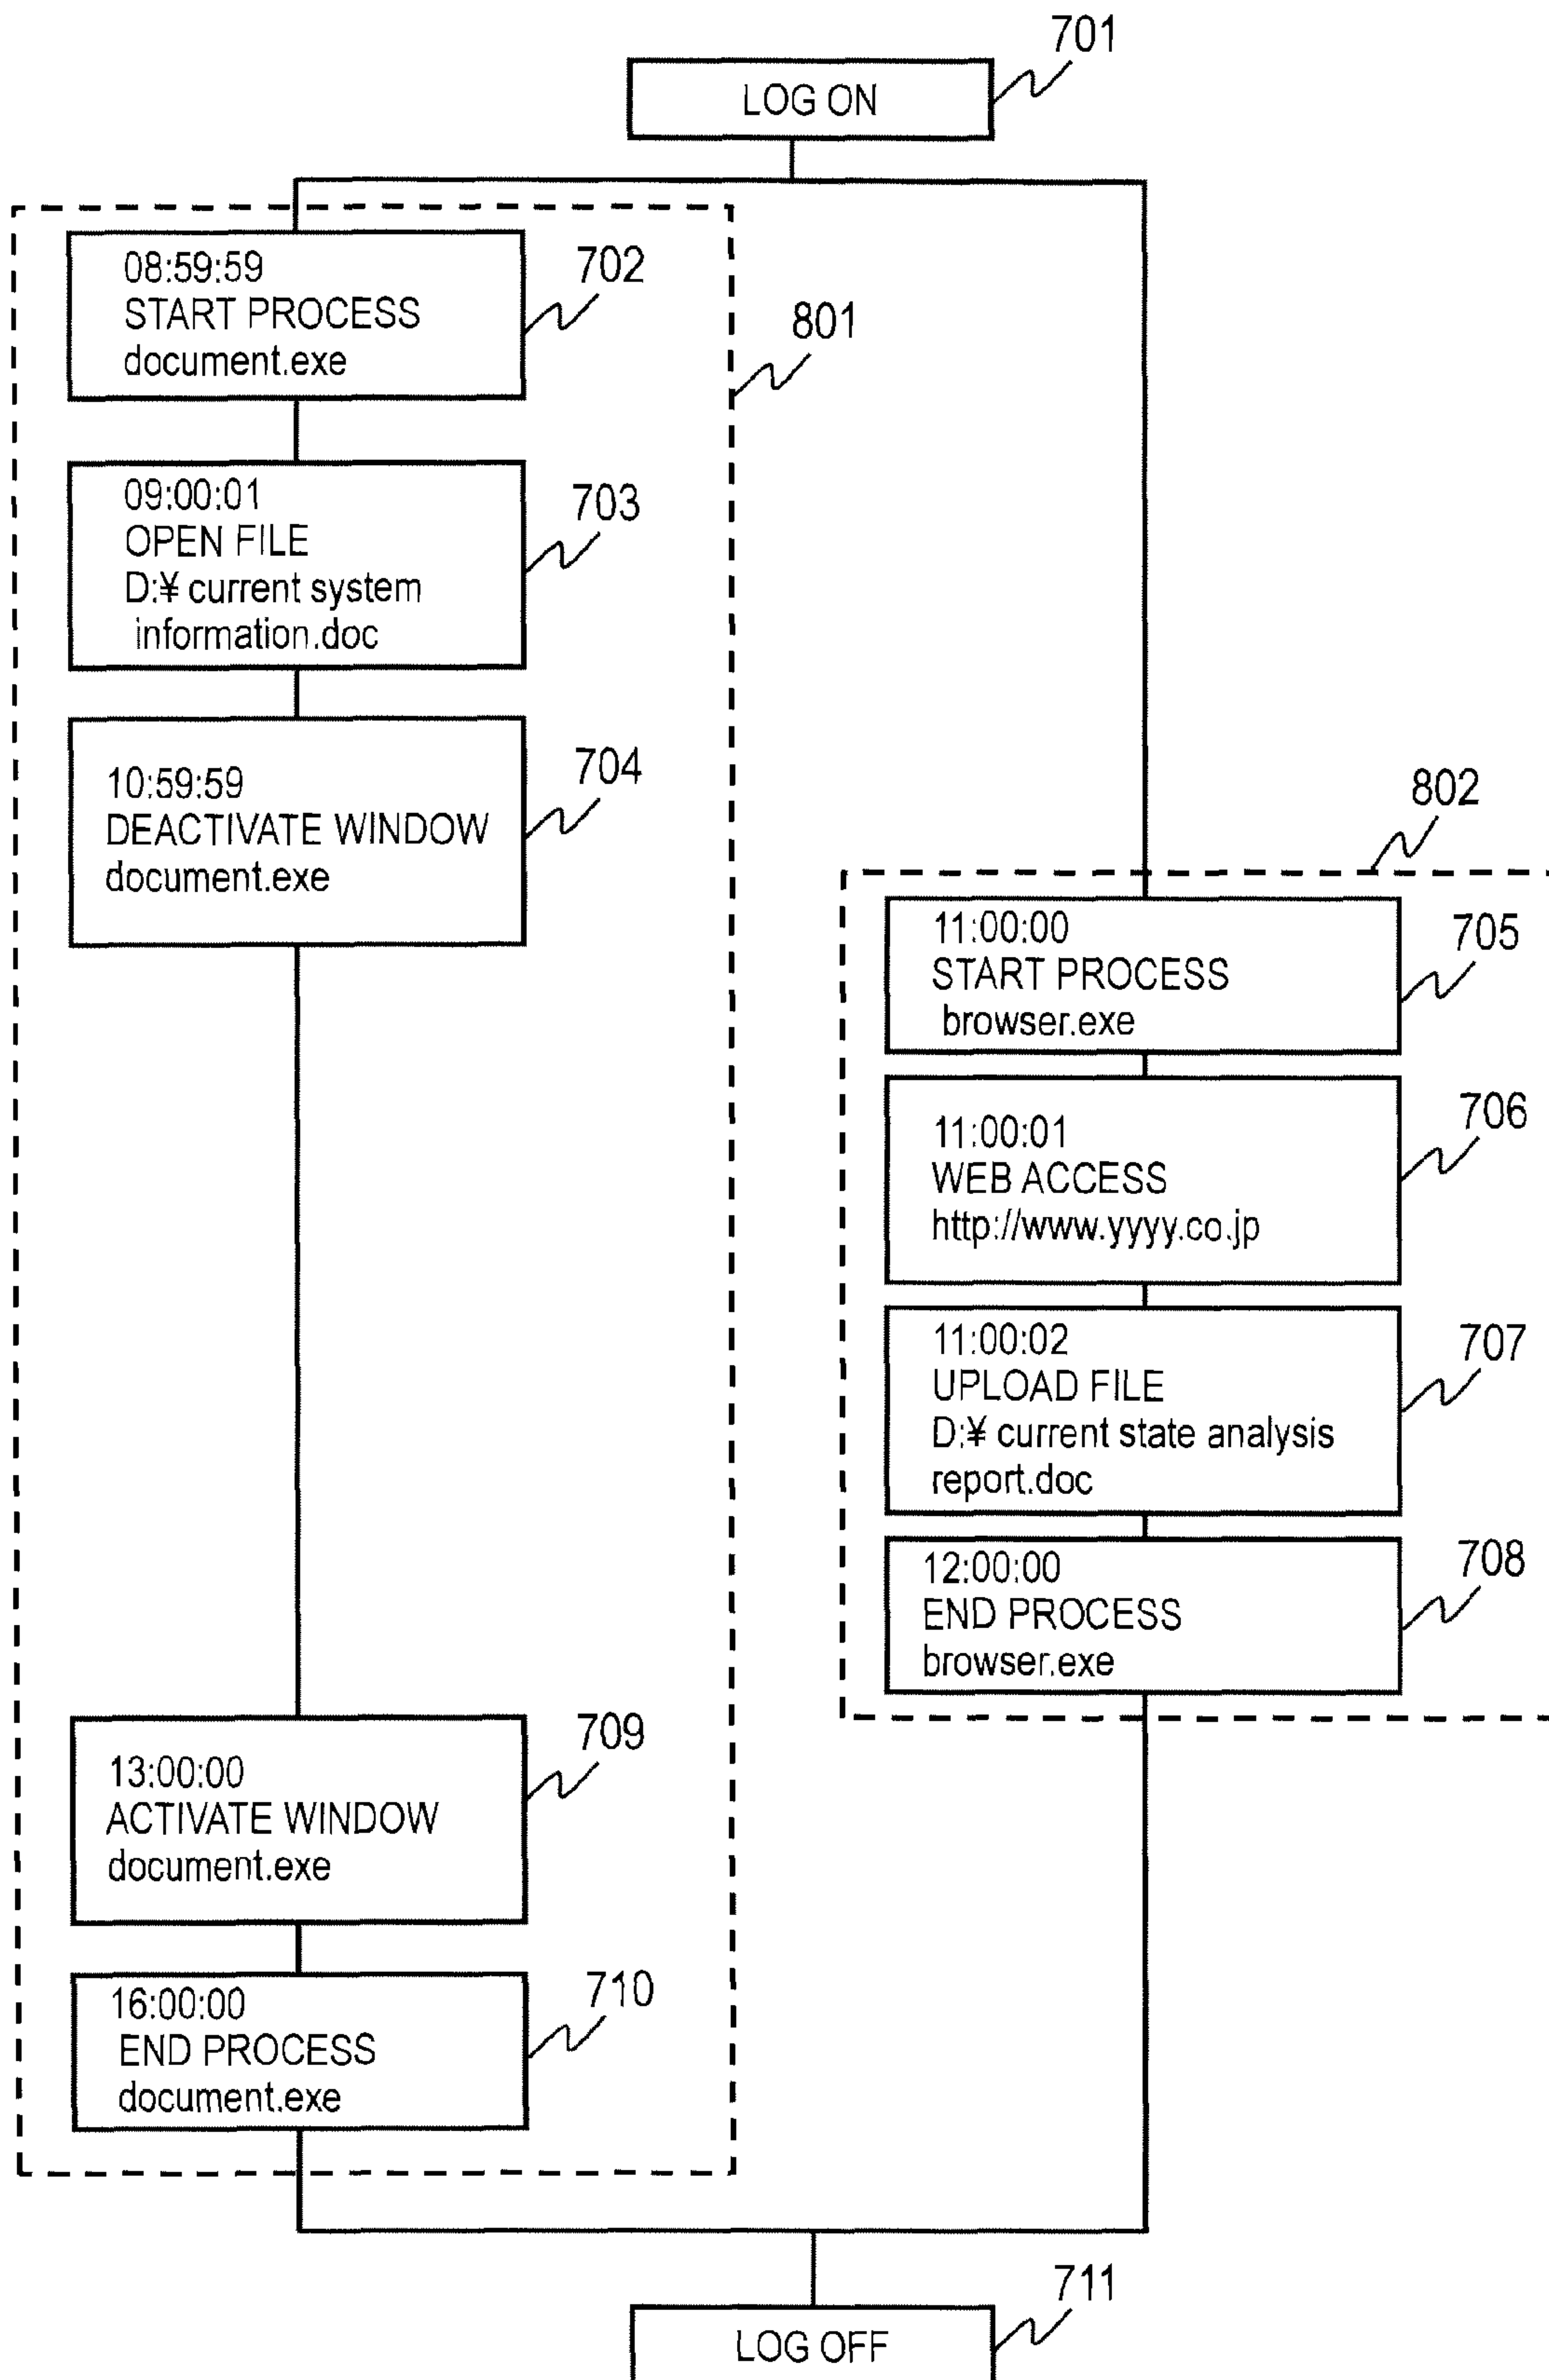 701
LOG ON
08:59:59
START PROCESS
document.exe
702
801
09:00:01
OPEN FILE
D:¥ current system
information.doc
703
10:59:59
DEACTIVATE WINDOW
document.exe
704
802
11:00:00
START PROCESS
browser.exe
705
11:00:01
WEB ACCESS
http://www.yyyy.co.jp
706
11:00:02
UPLOAD FILE
D:¥ current state analysis
report.doc
707
12:00:00
END PROCESS
browser.exe
708
13:00:00
ACTIVATE WINDOW
document.exe
709
16:00:00
END PROCESS
document.exe
710
711
LOG OFF